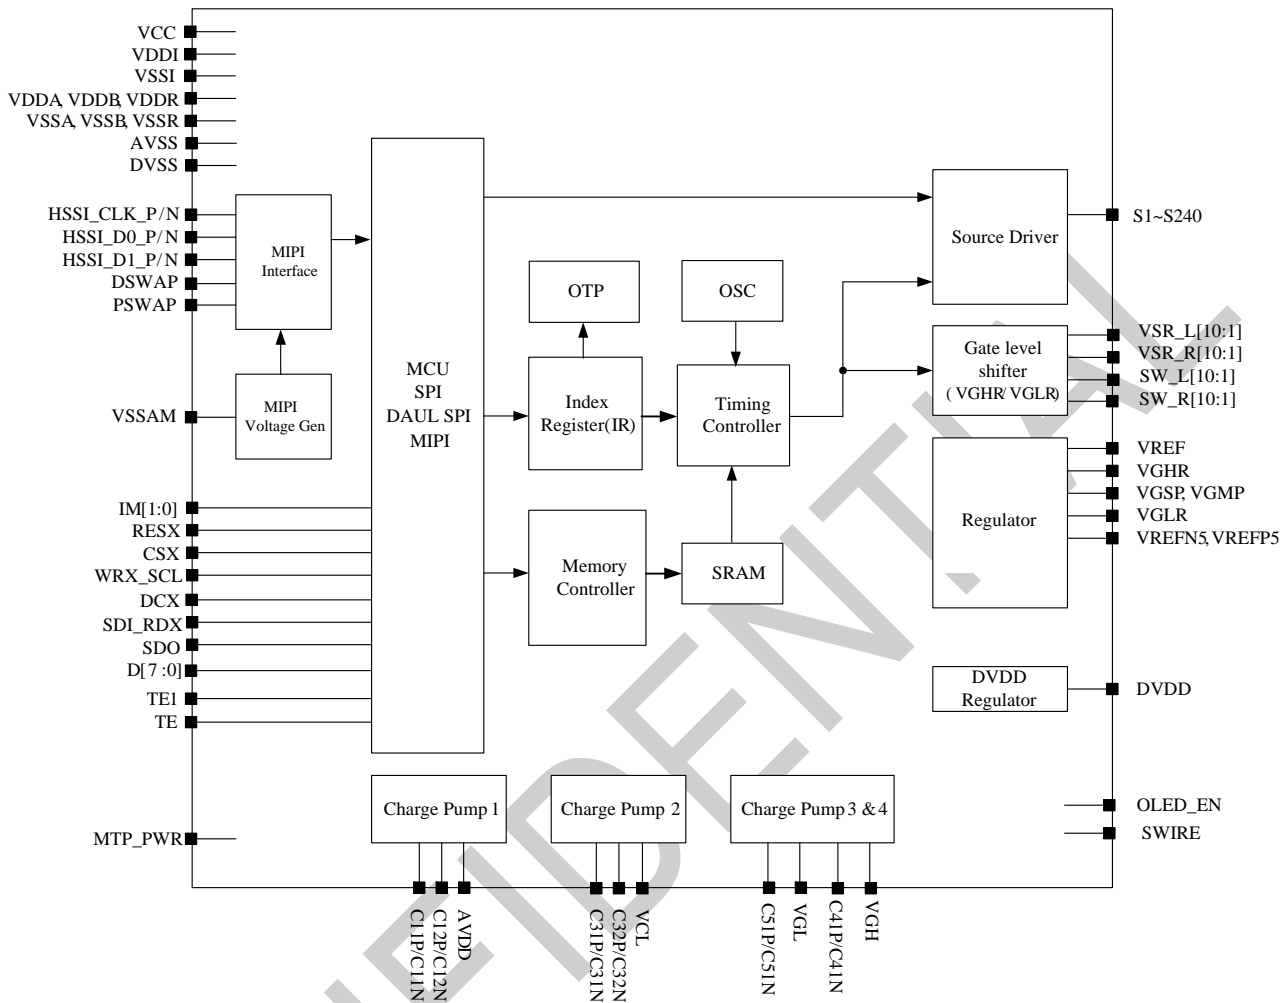 VCC
VDDI
VSSI
VDDA, VDDB, VDDR
VSSA, VSSB, VSSR
AVSS
DVSS
HSSI_CLK_P/N
HSSI_D0_P/N
HSSI_D1_P/N
DSWAP
PSWAP
VSSAM
IM[1:0]
RESX
CSX
WRX_SCL
DCX
SDI_RDX
SDO
D[7:0]
TE1
TE
MTP_PWR
MIPI
Interface
MIPI
Voltage Gen
MCU
SPI
DAUL SPI
MIPI
OTP
OSC
Index
Register(IR)
Timing
Controller
Memory
Controller
SRAM
Source Driver
Gate level
shifter
(VGHR/VGLR)
Regulator
DVDD
Regulator
S1~S240
VSR_L[10:1]
VSR_R[10:1]
SW_L[10:1]
SW_R[10:1]
VREF
VGHR
VGSP, VGMP
VGLR
VREFN5, VREFP5
DVDD
OLED_EN
SWIRE
Charge Pump 1
Charge Pump 2
Charge Pump 3 & 4
C11P/C11N
C12P/C12N
AVDD
C31P/C31N
C32P/C32N
VCL
C51P/C51N
VGL
C41P/C41N
VGH
FIDENTIAL